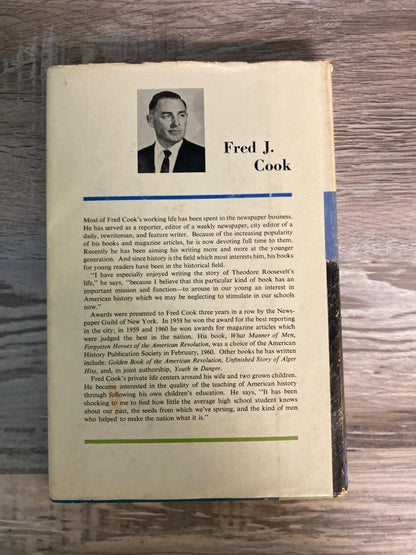 Fred J.
Cook
Most of Fred Cook's working life has been spent in the newspaper business.
He has served as a reporter, editor of a weekly newspaper, city editor of a
daily, rewriteman, and feature writer. Because of the increasing popularity
of his books and magazine articles, he is now devoting full time to them.
Recently he has been aiming his writing more and more at the younger
generation. And since history is the field which most interests him, his books
for young readers have been in the historical field.
"I have especially enjoyed writing the story of Theodore Roosevelt's
life," he says, "because I believe that this particular kind of book has an
important mission and function—to arouse in our young an interest in
American history which we may be neglecting to stimulate in our schools
now."
Awards were presented to Fred Cook three years in a row by the News-
paper Guild of New York. In 1958 he won the award for the best reporting
in the city; in 1959 and 1960 he won awards for magazine articles which
were judged the best in the nation. His book, What Manner of Men,
Forgotten Heroes of the American Revolution, was a choice of the American
History Publication Society in February, 1960. Other books he has written
include: Golden Book of the American Revolution, Unfinished Story of Alger
Hiss, and, in joint authorship, Youth in Danger.
Fred Cook's private life centers around his wife and two grown children.
He became interested in the quality of the teaching of American history
through following his own children's education. He says, "It has been
shocking to me to find how little the average high school student knows
about our past, the seeds from which we've sprung, and the kind of men
who helped to make the nation what it is."